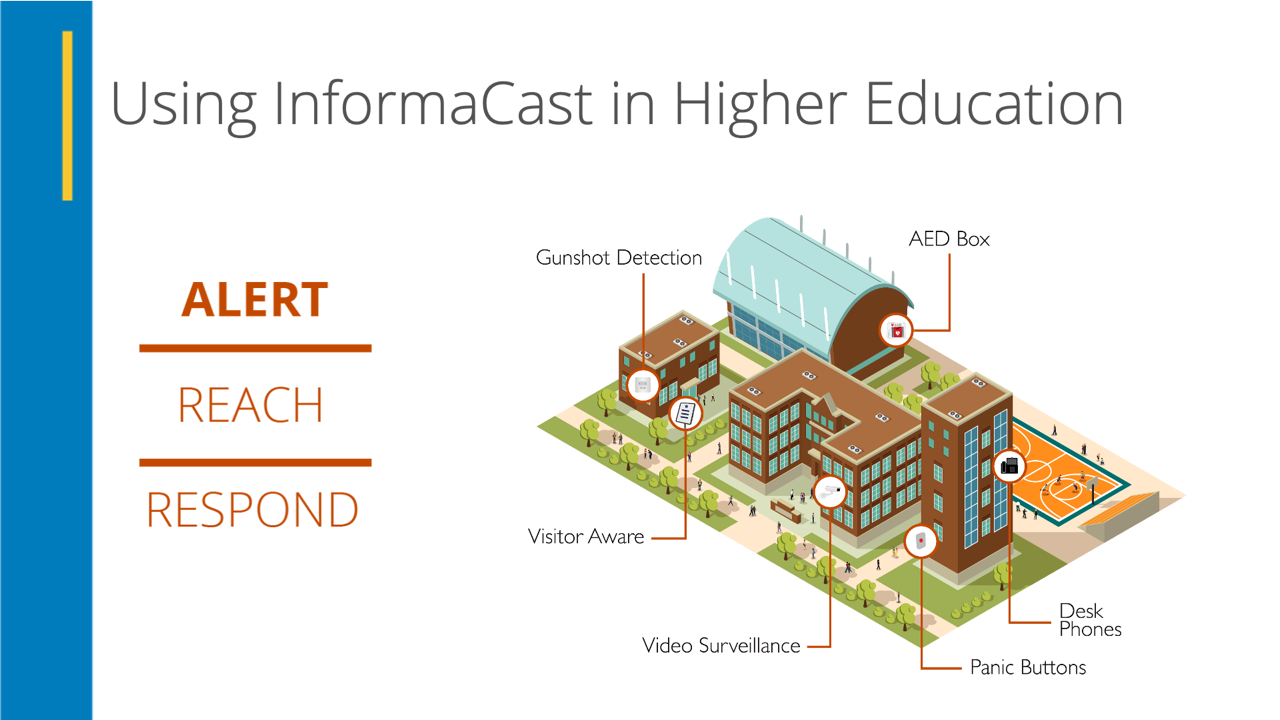 Using InformaCast in Higher Education
ALERT
REACH
RESPOND
Gunshot Detection
AED Box
Visitor Aware
Video Surveillance
Desk
Phones
Panic Buttons